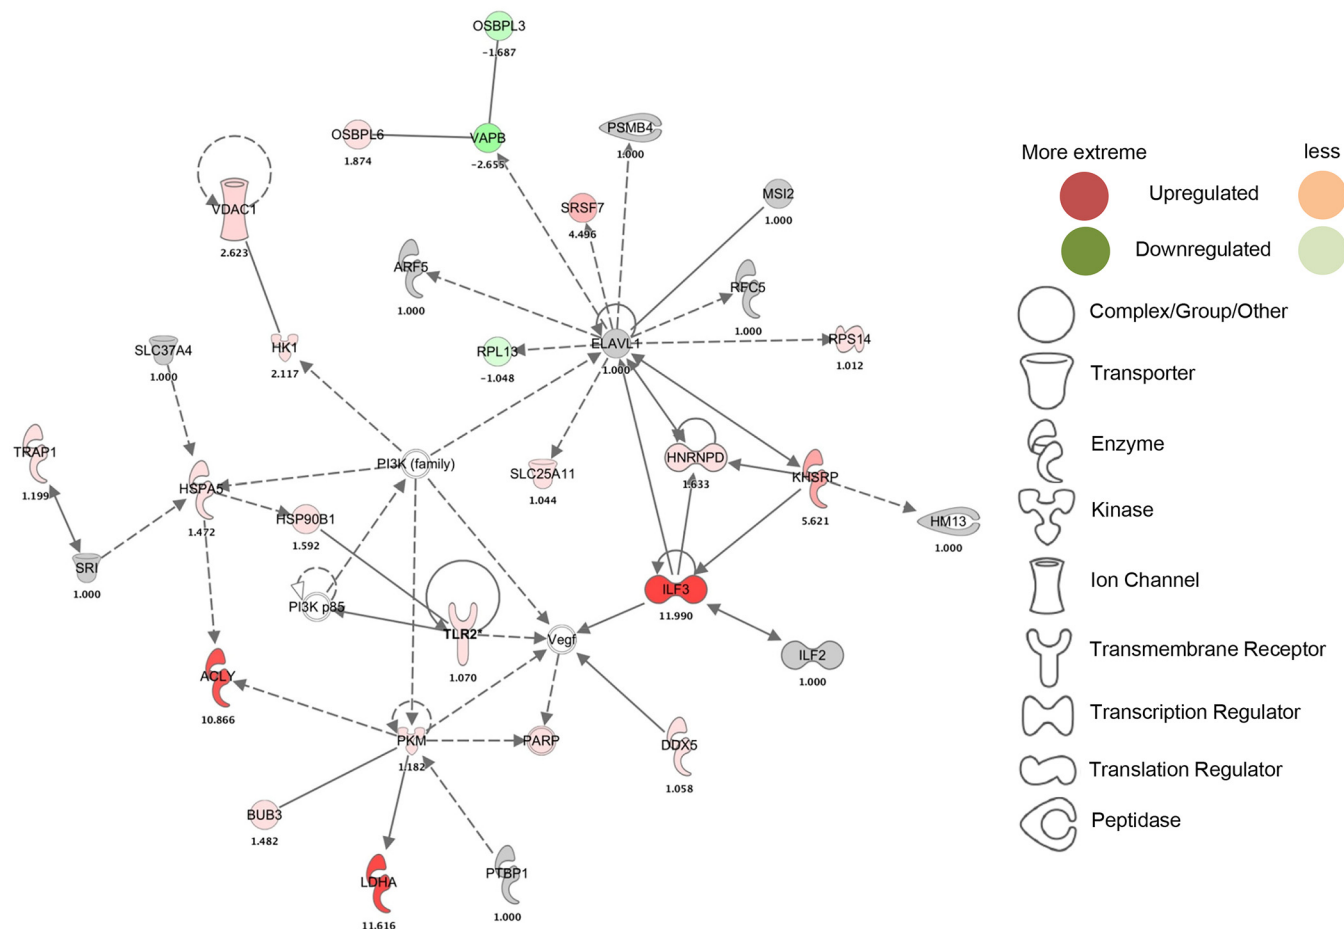 OSBPL3
-1.687
OSBPL6
1.874
VAPB
-2.655
PSMB4
1.000
VDAC1
2.623
SRSF7
4.496
MSI2
1.000
ARF5
1.000
RFC5
1.000
SLC37A4
1.000
HK1
2.117
RPL13
-1.048
ELAVL1
1.000
RPS14
1.012
TRAP1
1.199
HSPA5
1.472
PI3K (family)
SLC25A11
1.044
HNRNPD
1.633
KHSRP
5.621
HM13
1.000
HSP90B1
1.592
SRI
1.000
PI3K p85
TLR2*
1.070
Vegf
ILF3
11.990
ILF2
1.000
ACLY
10.866
PKM
1.182
PARP
DDX5
1.058
BUB3
1.482
LDHA
11.616
PTBP1
1.000
More extreme less
Upregulated
Downregulated
Complex/Group/Other
Transporter
Enzyme
Kinase
Ion Channel
Transmembrane Receptor
Transcription Regulator
Translation Regulator
Peptidase